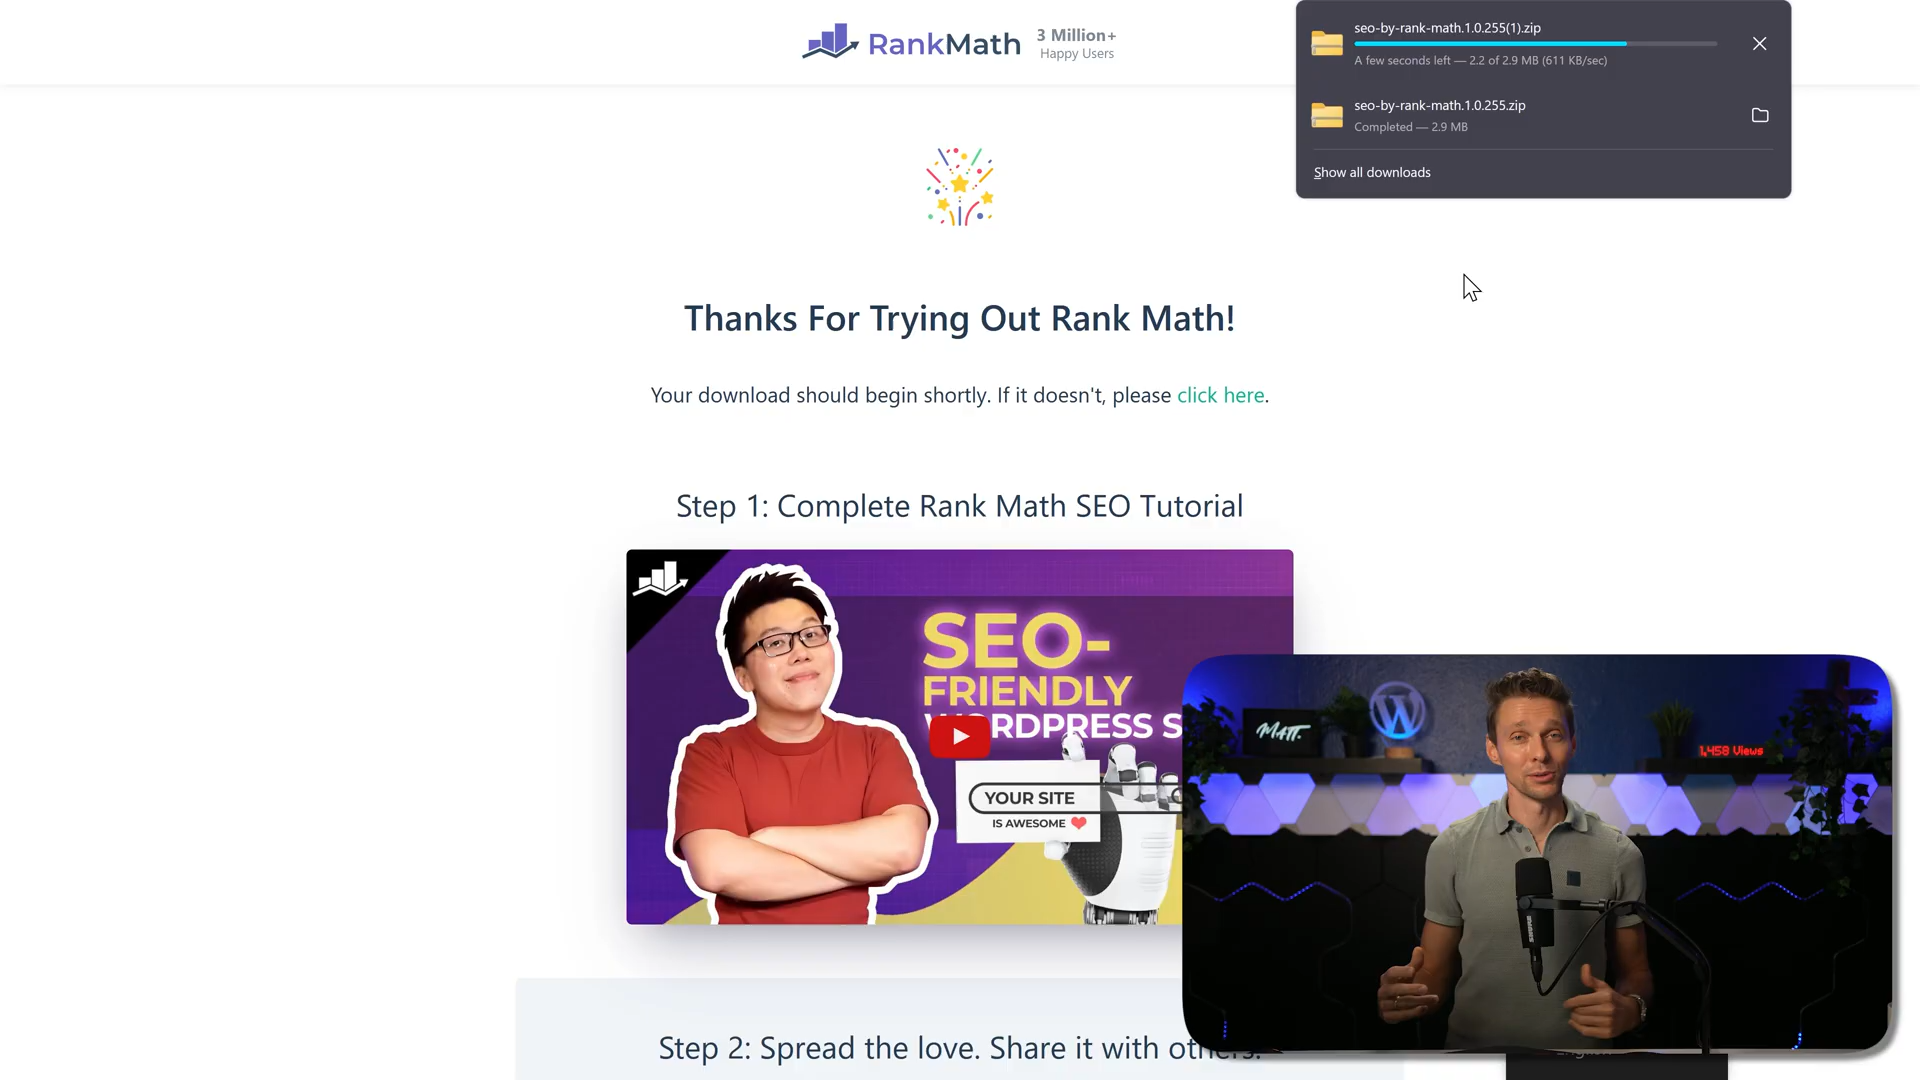 RankMath
3 Million+
Happy Users
seo-by-rank-math.1.0.255(1).zip
A few seconds left — 2.2 of 2.9 MB (611 KB/sec)
seo-by-rank-math.1.0.255.zip
Completed — 2.9 MB
Show all downloads
Thanks For Trying Out Rank Math!
Your download should begin shortly. If it doesn't, please click here.
Step 1: Complete Rank Math SEO Tutorial
SEO-
FRIENDLY
WORDPRESS S
YOUR SITE
IS AWESOME
MATT.
1,458 Views
Step 2: Spread the love. Share it with others.